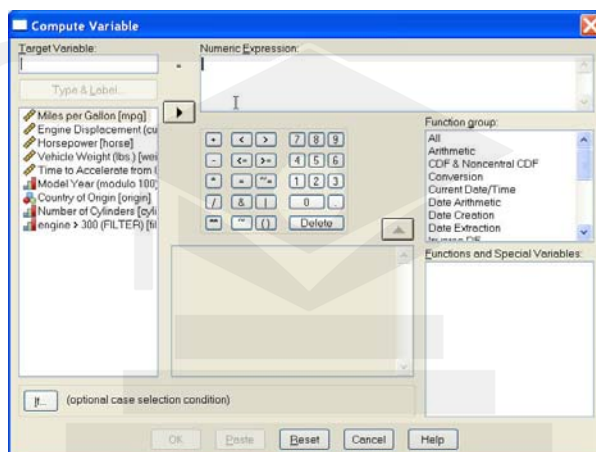 Compute Variable
Target Variable:
=
Numeric Expression:
Type & Label...
Miles per Gallon [mpg]
Engine Displacement (cu
Horsepower [horse]
Vehicle Weight (lbs.) [wei
Time to Accelerate from
Model Year (modulo 100)
Country of Origin [origin]
Number of Cylinders [cyli
engine > 300 (FILTER) [fil
+ < > 7 8 9
- <= >= 4 5 6
* = ~= 1 2 3
/ & | 0 .
** ~ () Delete
Function group:
All
Arithmetic
CDF & Noncentral CDF
Conversion
Current Date/Time
Date Arithmetic
Date Creation
Date Extraction
Inverse DF
Functions and Special Variables:
If... (optional case selection condition)
OK Paste Reset Cancel Help